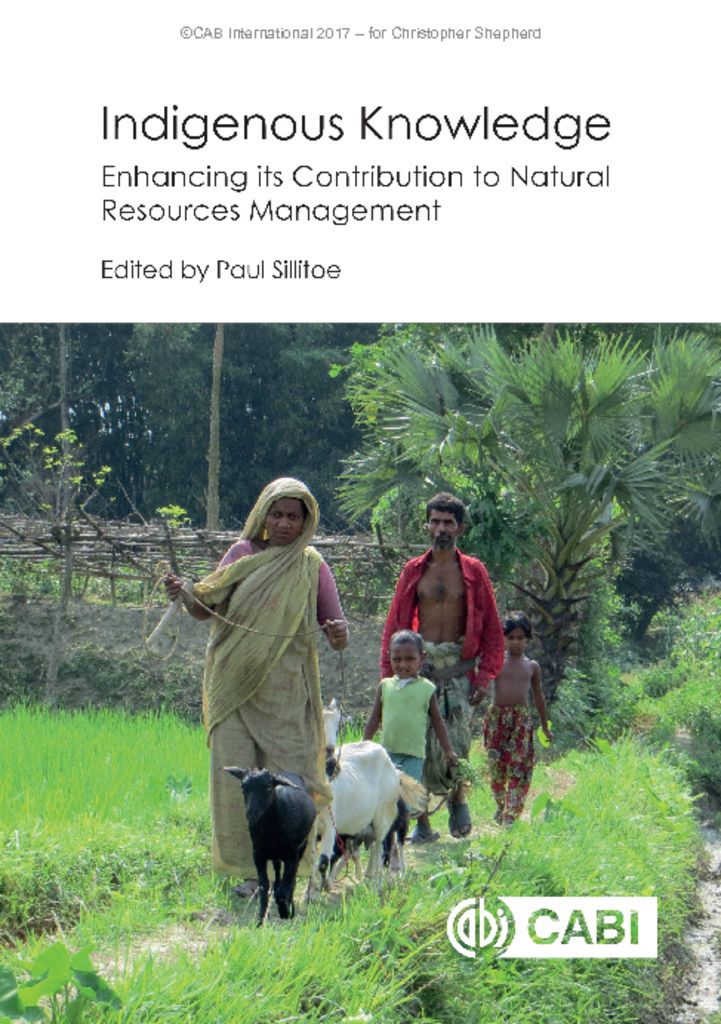 ©CAB International 2017 – for Christopher Shepherd
Indigenous Knowledge
Enhancing its Contribution to Natural
Resources Management
Edited by Paul Sillitoe
CABI